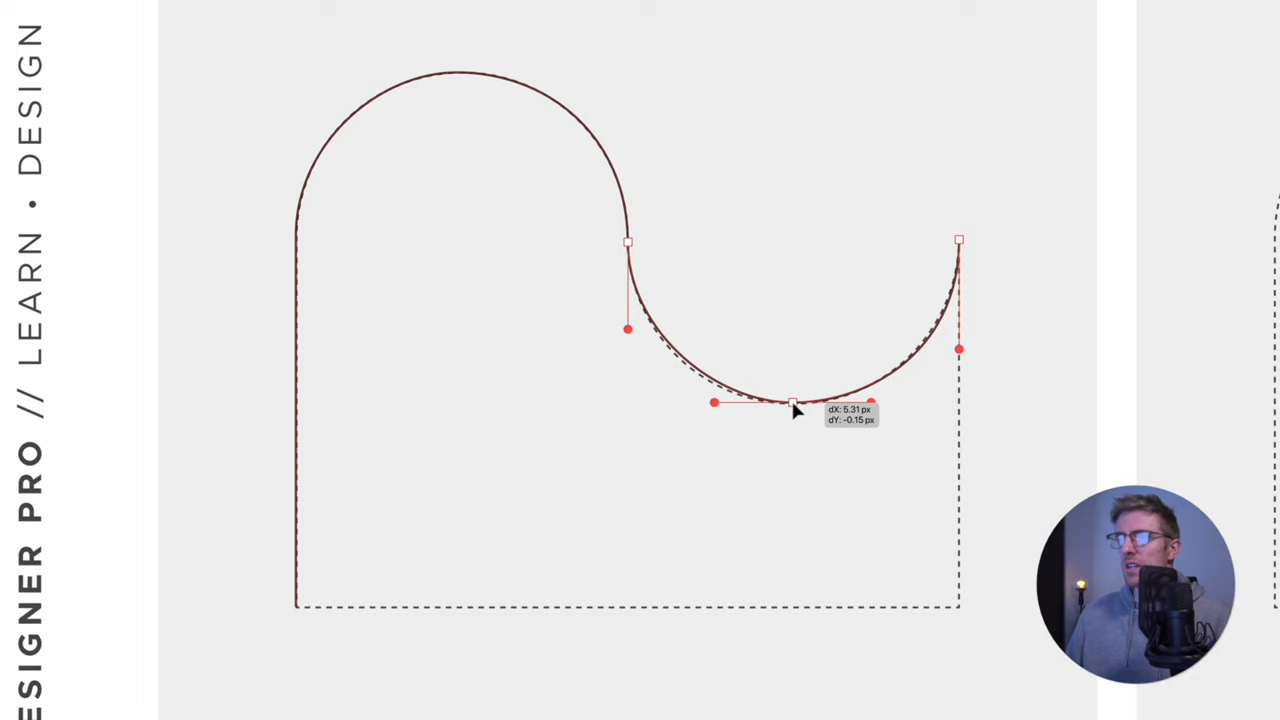 ESIGNER PRO // LEARN • DESIGN
dX: 5.31 px
dY: -0.15 px